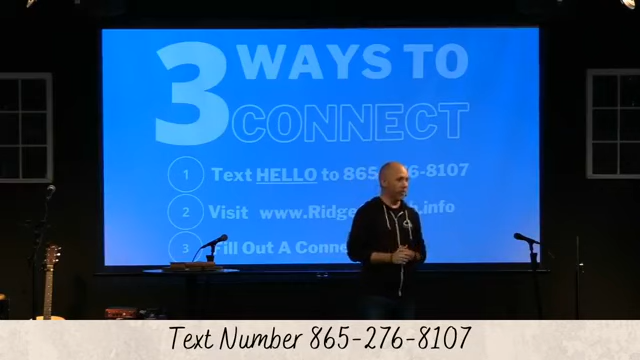 3 WAYS TO
CONNECT
1 Text HELLO to 865 8107
2 Visit .info
3 Fill Out A
Text Number 865-276-8107